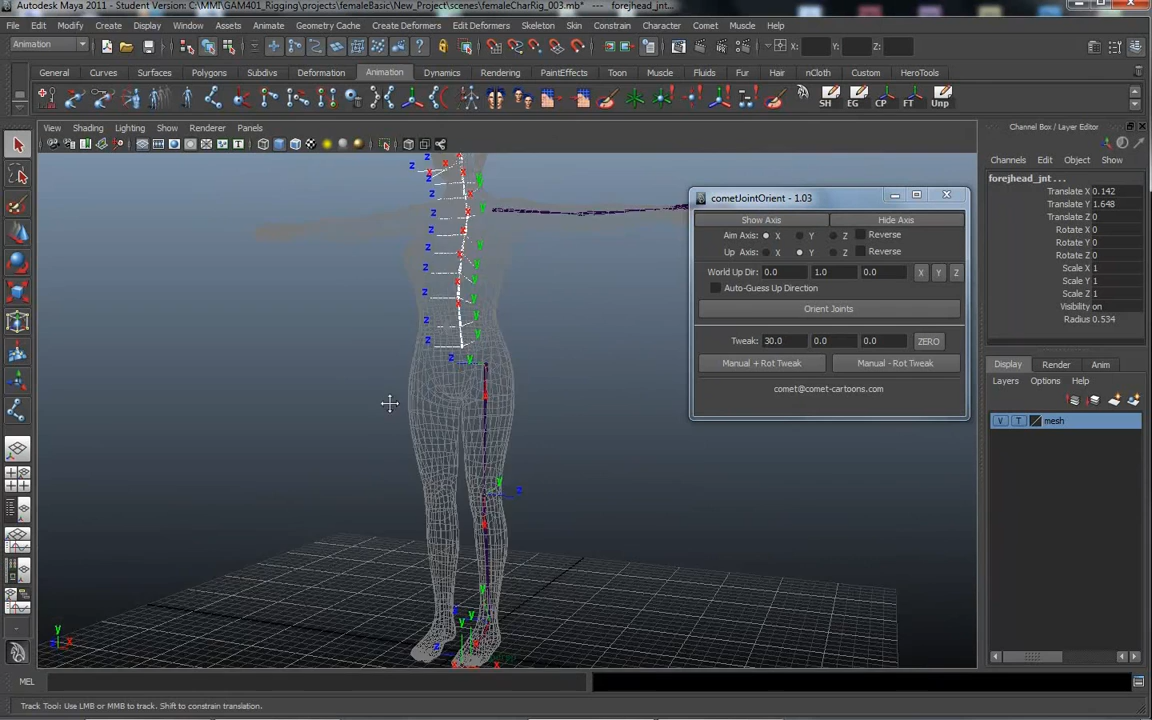 Autodesk Maya 2011 - Student Version: C:\MMI\GAM401_Rigging\projects\femaleBasic\New_Project\scenes\femaleCharRig_003.mb* --- forejhead_jnt...
File Edit Modify Create Display Window Assets Animate Geometry Cache Create Deformers Edit Deformers Skeleton Skin Constrain Character Comet Muscle Help
Animation X: Y: Z:
General Curves Surfaces Polygons Subdivs Deformation Animation Dynamics Rendering PaintEffects Toon Muscle Fluids Fur Hair nCloth Custom HeroTools
SH EG CP FT Unp
View Shading Lighting Show Renderer Panels
Channel Box / Layer Editor
Channels Edit Object Show
forejhead_jnt . . .
Translate X 0.142
Translate Y 1.648
Translate Z 0
Rotate X 0
Rotate Y 0
Rotate Z 0
Scale X 1
Scale Y 1
Scale Z 1
Visibility on
Radius 0.534
cometJointOrient - 1.03
Show Axis Hide Axis
Aim Axis: X Y Z Reverse
Up Axis: X Y Z Reverse
World Up Dir: 0.0 1.0 0.0 X Y Z
Auto-Guess Up Direction
Orient Joints
Tweak: 30.0 0.0 0.0 ZERO
Manual + Rot Tweak Manual - Rot Tweak
comet@comet-cartoons.com
Display Render Anim
Layers Options Help
V T mesh
MEL
Track Tool: Use LMB or MMB to track. Shift to constrain translation.